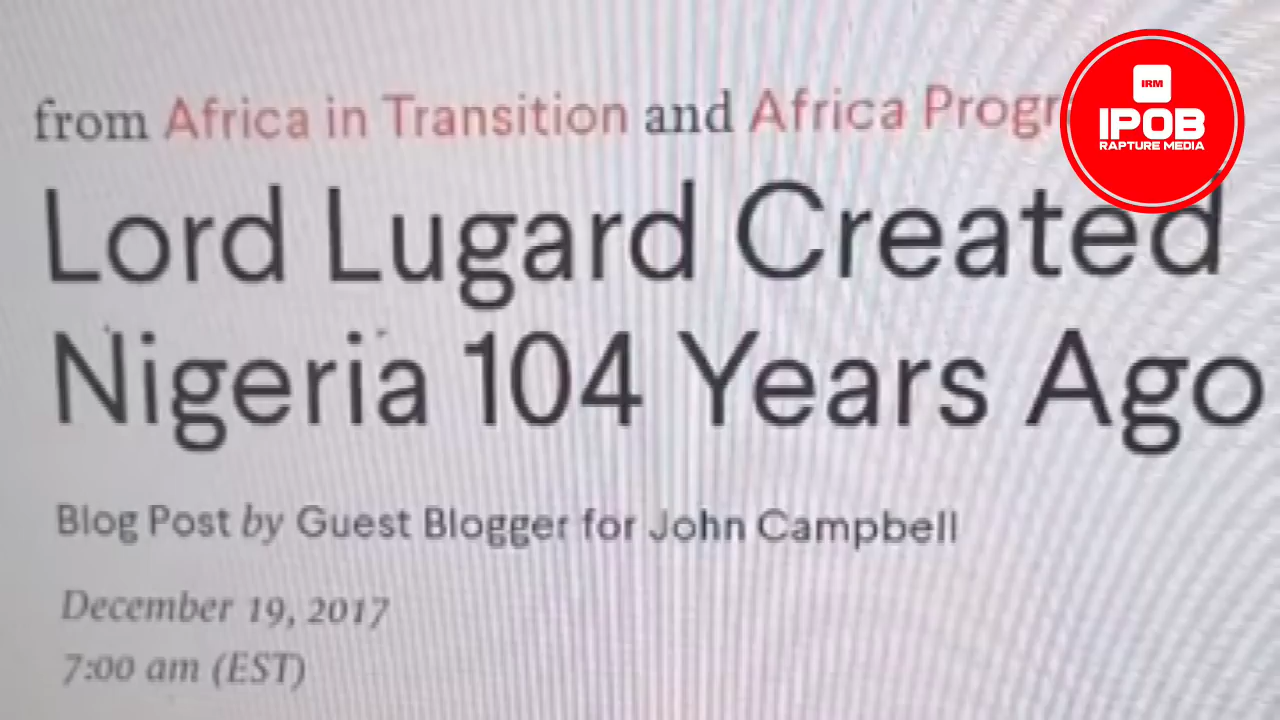 from Africa in Transition and Africa Progr
IRM
IPOB
RAPTURE MEDIA
Lord Lugard Created
Nigeria 104 Years Ago
Blog Post by Guest Blogger for John Campbell
December 19, 2017
7:00 am (EST)